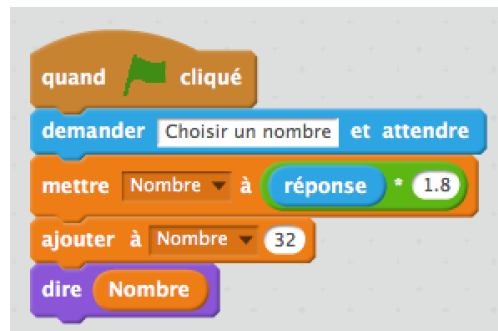 quand cliqué
demander Choisir un nombre et attendre
mettre Nombre à réponse * 1.8
ajouter à Nombre 32
dire Nombre